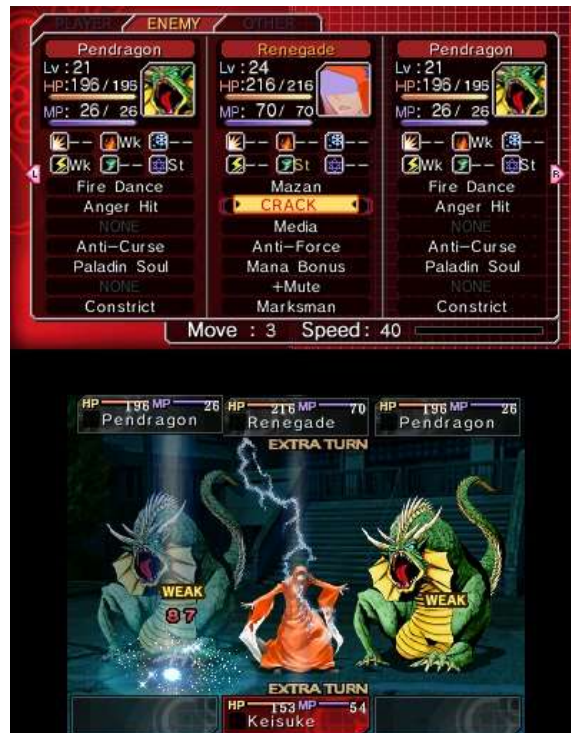 PLAYER ENEMY OTHER
Pendragon Renegade Pendragon
Lv:21 Lv:24 Lv:21
HP:196/196 HP:216/216 HP:196/196
MP: 26/ 26 MP: 70/ 70 MP: 26/ 26
-- Wk -- -- -- -- -- Wk --
Wk -- St -- St -- Wk -- St
L R
Fire Dance Mazan Fire Dance
Anger Hit CRACK Anger Hit
NONE Media NONE
Anti-Curse Anti-Force Anti-Curse
Paladin Soul Mana Bonus Paladin Soul
NONE +Mute NONE
Constrict Marksman Constrict
Move : 3 Speed: 40
HP 196 MP 26 HP 216 MP 70 HP 196 MP 26
Pendragon Renegade Pendragon
EXTRA TURN
WEAK WEAK
87
EXTRA TURN
HP 153 MP 54
Keisuke